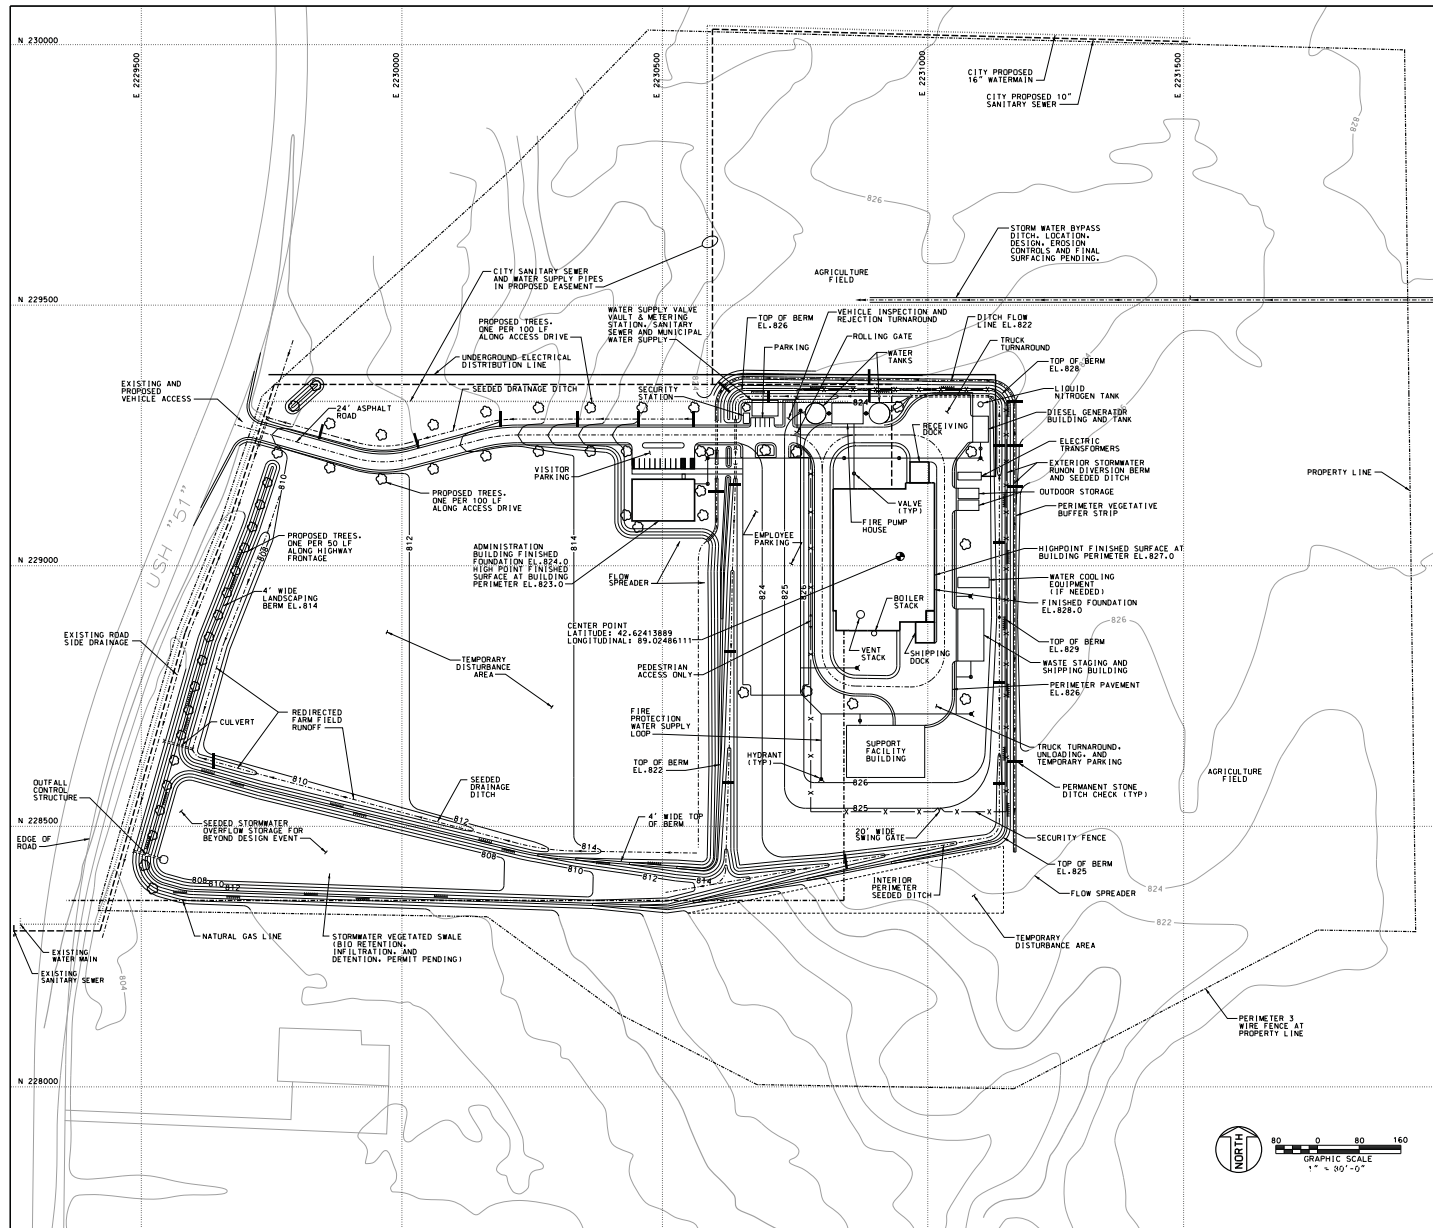 N 230000
E 2229500
E 2230000
E 2230500
E 2231000
E 2231500
CITY PROPOSED
16" WATERMAIN
CITY PROPOSED 10"
SANITARY SEWER
828
826
STORM WATER BYPASS
DITCH. LOCATION,
DESIGN, EROSION
CONTROLS AND FINAL
SURFACING PENDING.
AGRICULTURE
FIELD
CITY SANITARY SEWER
AND WATER SUPPLY PIPES
IN PROPOSED EASEMENT
N 229500
WATER SUPPLY VALVE
VAULT & METERING
STATION, SANITARY
SEWER AND MUNICIPAL
WATER SUPPLY
PROPOSED TREES.
ONE PER 100 LF
ALONG ACCESS DRIVE
TOP OF BERM
EL.826
VEHICLE INSPECTION AND
REJECTION TURNAROUND
DITCH FLOW
LINE EL.822
ROLLING GATE
PARKING
WATER
TANKS
TRUCK
TURNAROUND
TOP OF BERM
EL.828
UNDERGROUND ELECTRICAL
DISTRIBUTION LINE
EXISTING AND
PROPOSED
VEHICLE ACCESS
SEEDED DRAINAGE DITCH
SECURITY
STATION
824
LIQUID
NITROGEN TANK
24' ASPHALT
ROAD
DIESEL GENERATOR
BUILDING AND TANK
RECEIVING
DOCK
ELECTRIC
TRANSFORMERS
EXTERIOR STORMWATER
RUNON DIVERSION BERM
AND SEEDED DITCH
PROPERTY LINE
VISITOR
PARKING
810
PROPOSED TREES.
ONE PER 100 LF
ALONG ACCESS DRIVE
OUTDOOR STORAGE
VALVE
(TYP)
PERIMETER VEGETATIVE
BUFFER STRIP
USH "51"
FIRE PUMP
HOUSE
PROPOSED TREES.
ONE PER 50 LF
ALONG HIGHWAY
FRONTAGE
808
812
814
EMPLOYEE
PARKING
ADMINISTRATION
BUILDING FINISHED
FOUNDATION EL.824.0
HIGH POINT FINISHED
SURFACE AT BUILDING
PERIMETER EL.823.0
HIGHPOINT FINISHED SURFACE AT
BUILDING PERIMETER EL.827.0
N 229000
FLOW
SPREADER
824
825
826
WATER COOLING
EQUIPMENT
(IF NEEDED)
4' WIDE
LANDSCAPING
BERM EL.814
BOILER
STACK
FINISHED FOUNDATION
EL.828.0
826
CENTER POINT
LATITUDE: 42.62413889
LONGITUDINAL: 89.02486111
EXISTING ROAD
SIDE DRAINAGE
TOP OF BERM
EL.829
VENT
STACK
SHIPPING
DOCK
WASTE STAGING AND
SHIPPING BUILDING
TEMPORARY
DISTURBANCE
AREA
PEDESTRIAN
ACCESS ONLY
PERIMETER PAVEMENT
EL.826
REDIRECTED
FARM FIELD
RUNOFF
CULVERT
FIRE
PROTECTION
WATER SUPPLY
LOOP
SUPPORT
FACILITY
BUILDING
TRUCK TURNAROUND,
UNLOADING, AND
TEMPORARY PARKING
HYDRANT
(TYP)
TOP OF BERM
EL.822
AGRICULTURE
FIELD
810
SEEDED
DRAINAGE
DITCH
826
PERMANENT STONE
DITCH CHECK (TYP)
OUTFALL
CONTROL
STRUCTURE
825
SEEDED STORMWATER
OVERFLOW STORAGE FOR
BEYOND DESIGN EVENT
812
4' WIDE TOP
OF BERM
N 228500
20' WIDE
SWING GATE
SECURITY FENCE
EDGE OF
ROAD
814
808
810
812
814
TOP OF BERM
EL.825
808
810
812
INTERIOR
PERIMETER
SEEDED DITCH
FLOW SPREADER
824
822
NATURAL GAS LINE
STORMWATER VEGETATED SWALE
(BIO RETENTION,
INFILTRATION, AND
DETENTION, PERMIT PENDING)
TEMPORARY
DISTURBANCE AREA
EXISTING
WATER MAIN
EXISTING
SANITARY SEWER
804
PERIMETER 3
WIRE FENCE AT
PROPERTY LINE
N 228000
NORTH
80 0 80 160
GRAPHIC SCALE